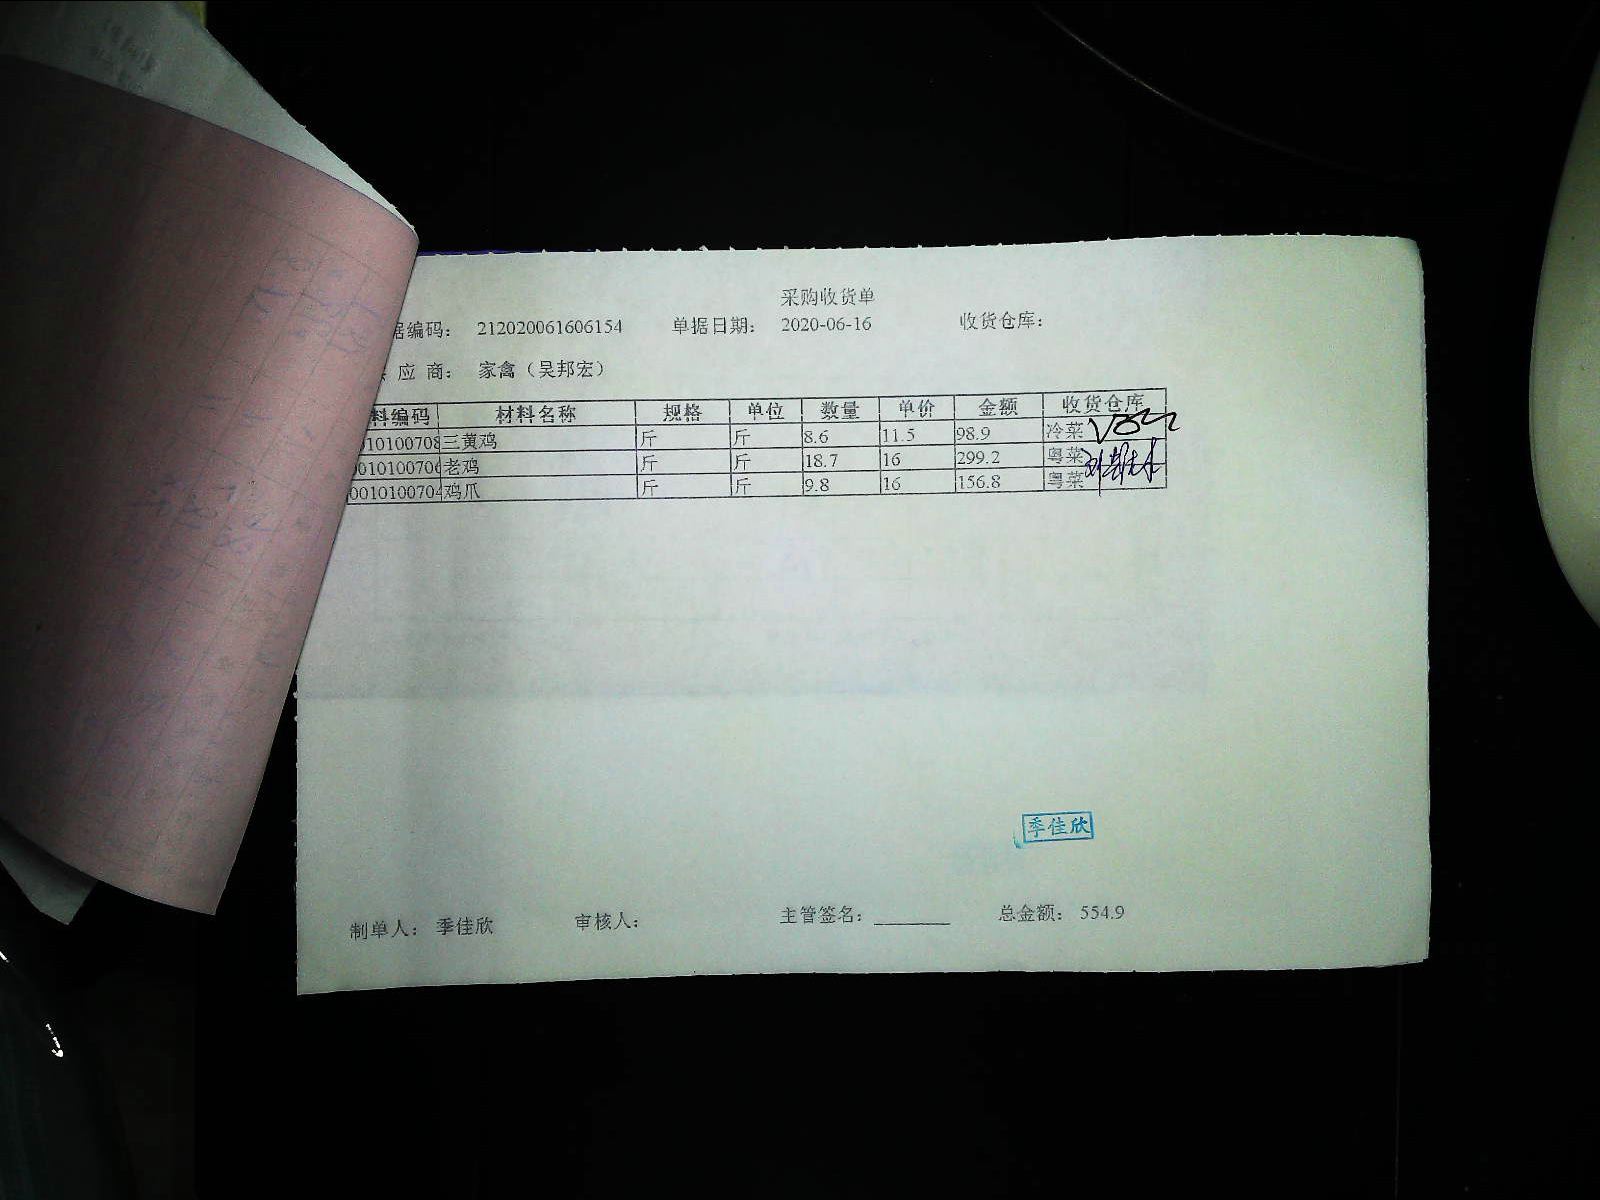 采购收货单
据编码： 212020061606154 单据日期： 2020-06-16 收货仓库：
应 商： 家禽（吴邦宏）
料编码 材料名称 规格 单位 数量 单价 金额 收货仓库
010100708 三黄鸡 斤 斤 8.6 11.5 98.9 冷菜
0010100706 老鸡 斤 斤 18.7 16 299.2 粤菜
0010100704 鸡爪 斤 斤 9.8 16 156.8 粤菜
季佳欣
制单人： 季佳欣 审核人： 主管签名： 总金额： 554.9